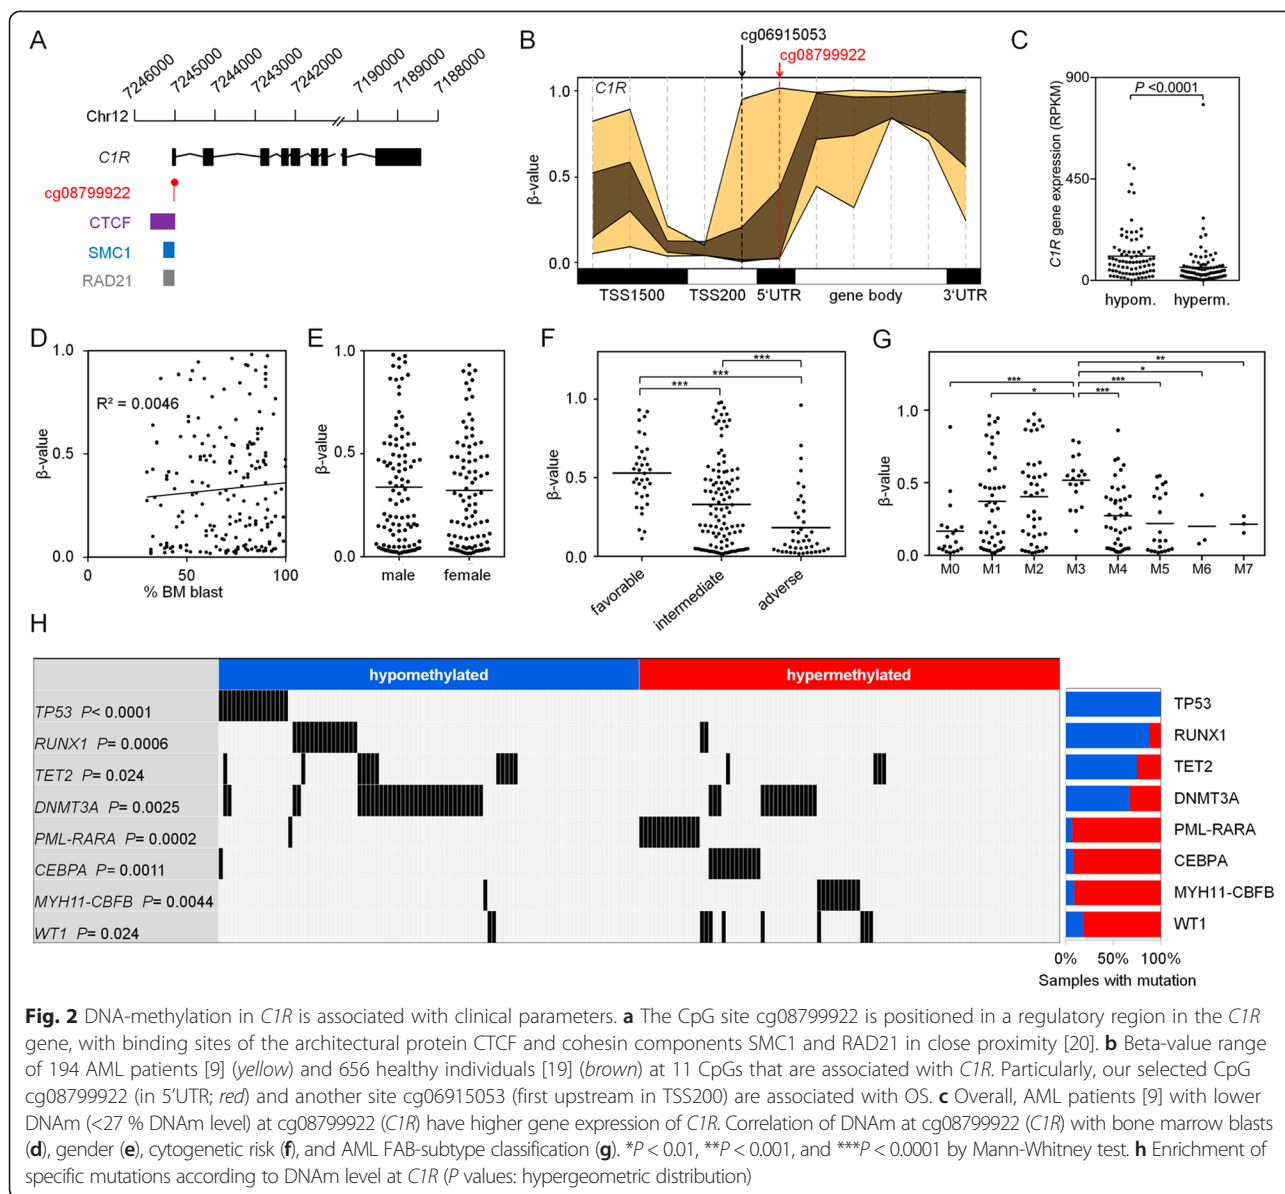 A
7246000
7245000
7244000
7243000
7242000
7190000
7189000
7188000
Chr12
C1R
cg08799922
CTCF
SMC1
RAD21
B
cg06915053
cg08799922
C1R
β-value
1.0
0.5
0.0
TSS1500 TSS200 5'UTR gene body 3'UTR
C
C1R gene expression (RPKM)
900
450
0
P <0.0001
hypom. hyperm.
D
β-value
1.0
0.5
0.0
R² = 0.0046
0 50 100
% BM blast
E
β-value
1.0
0.5
0.0
male female
F
β-value
1.0
0.5
0.0
***
***
***
favorable
intermediate
adverse
G
β-value
1.0
0.5
0.0
**
*
*** ***
* ***
M0 M1 M2 M3 M4 M5 M6 M7
H
hypomethylated hypermethylated
TP53 P< 0.0001 TP53
RUNX1 P= 0.0006 RUNX1
TET2 P= 0.024 TET2
DNMT3A P= 0.0025 DNMT3A
PML-RARA P= 0.0002 PML-RARA
CEBPA P= 0.0011 CEBPA
MYH11-CBFB P= 0.0044 MYH11-CBFB
WT1 P= 0.024 WT1
0% 50% 100%
Samples with mutation
Fig. 2 DNA-methylation in C1R is associated with clinical parameters. a The CpG site cg08799922 is positioned in a regulatory region in the C1R
gene, with binding sites of the architectural protein CTCF and cohesin components SMC1 and RAD21 in close proximity [20]. b Beta-value range
of 194 AML patients [9] (yellow) and 656 healthy individuals [19] (brown) at 11 CpGs that are associated with C1R. Particularly, our selected CpG
cg08799922 (in 5'UTR; red) and another site cg06915053 (first upstream in TSS200) are associated with OS. c Overall, AML patients [9] with lower
DNAm (<27 % DNAm level) at cg08799922 (C1R) have higher gene expression of C1R. Correlation of DNAm at cg08799922 (C1R) with bone marrow blasts
(d), gender (e), cytogenetic risk (f), and AML FAB-subtype classification (g). *P < 0.01, **P < 0.001, and ***P < 0.0001 by Mann-Whitney test. h Enrichment of
specific mutations according to DNAm level at C1R (P values: hypergeometric distribution)